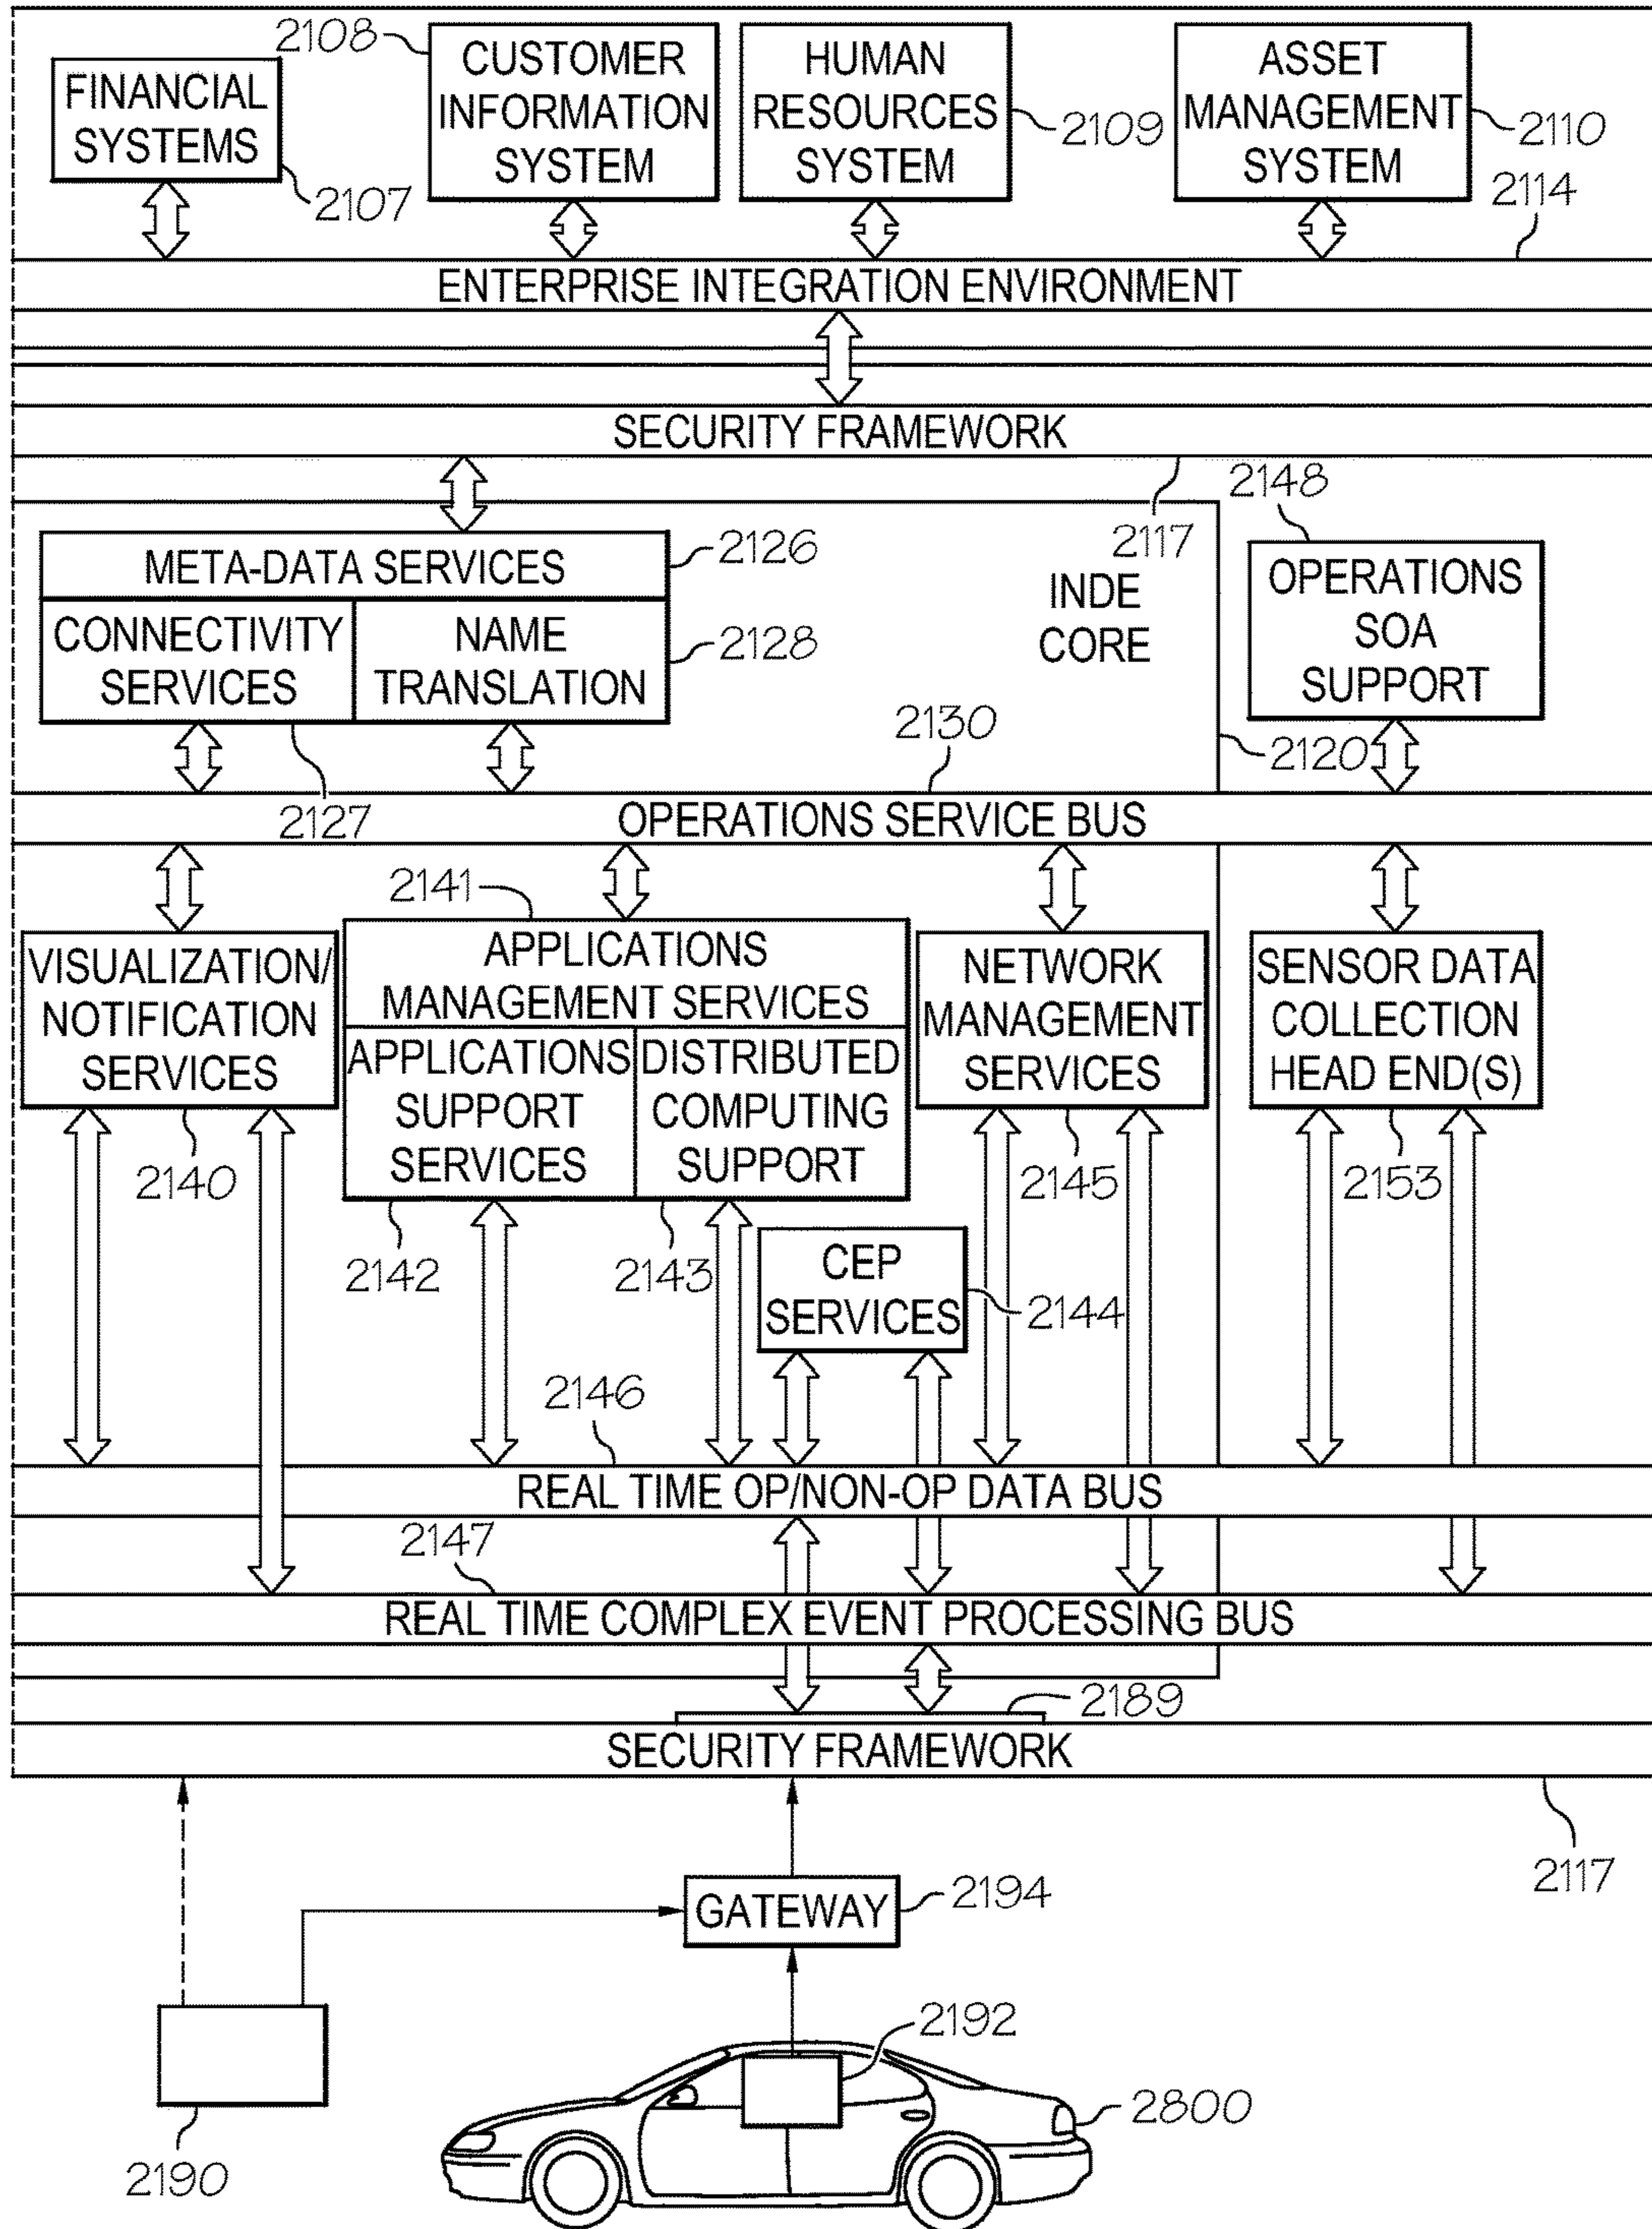 2108
FINANCIAL
SYSTEMS
2107
CUSTOMER
INFORMATION
SYSTEM
HUMAN
RESOURCES
SYSTEM
2109
ASSET
MANAGEMENT
SYSTEM
2110
2114
ENTERPRISE INTEGRATION ENVIRONMENT
SECURITY FRAMEWORK
2117
2148
META-DATA SERVICES
2126
CONNECTIVITY
SERVICES
NAME
TRANSLATION
2128
INDE
CORE
OPERATIONS
SOA
SUPPORT
2130
2120
2127
OPERATIONS SERVICE BUS
2141
VISUALIZATION/
NOTIFICATION
SERVICES
2140
APPLICATIONS
MANAGEMENT SERVICES
APPLICATIONS
SUPPORT
SERVICES
DISTRIBUTED
COMPUTING
SUPPORT
NETWORK
MANAGEMENT
SERVICES
2145
SENSOR DATA
COLLECTION
HEAD END(S)
2153
2142
2143
CEP
SERVICES
2144
2146
REAL TIME OP/NON-OP DATA BUS
2147
REAL TIME COMPLEX EVENT PROCESSING BUS
2189
SECURITY FRAMEWORK
2117
GATEWAY
2194
2192
2800
2190